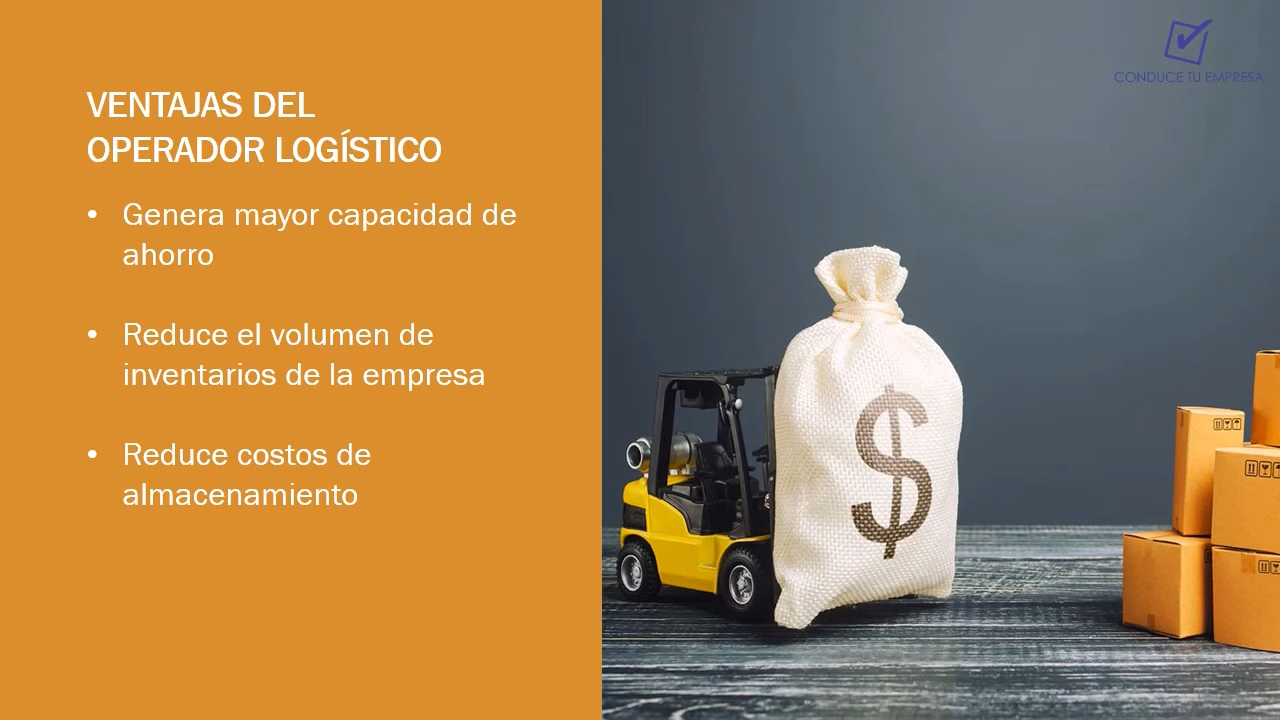 CONDUCE TU EMPRESA
VENTAJAS DEL
OPERADOR LOGÍSTICO
• Genera mayor capacidad de
ahorro
• Reduce el volumen de
inventarios de la empresa
• Reduce costos de
almacenamiento
$